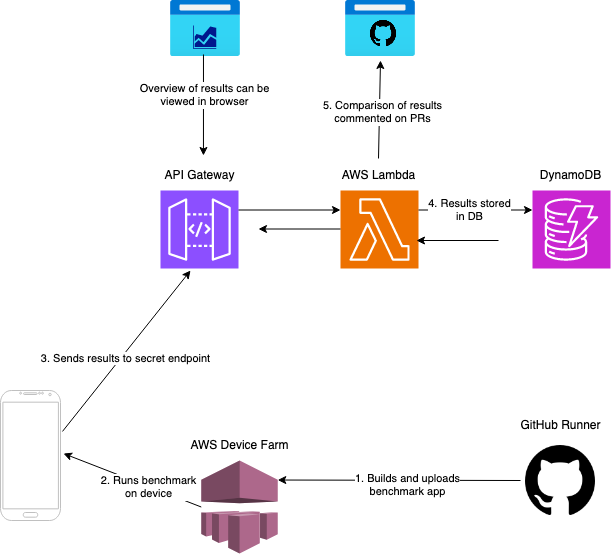 Overview of results can be
viewed in browser
5. Comparison of results
commented on PRs
API Gateway
AWS Lambda
DynamoDB
</>
4. Results stored
in DB
3. Sends results to secret endpoint
GitHub Runner
AWS Device Farm
2. Runs benchmark
on device
1. Builds and uploads
benchmark app